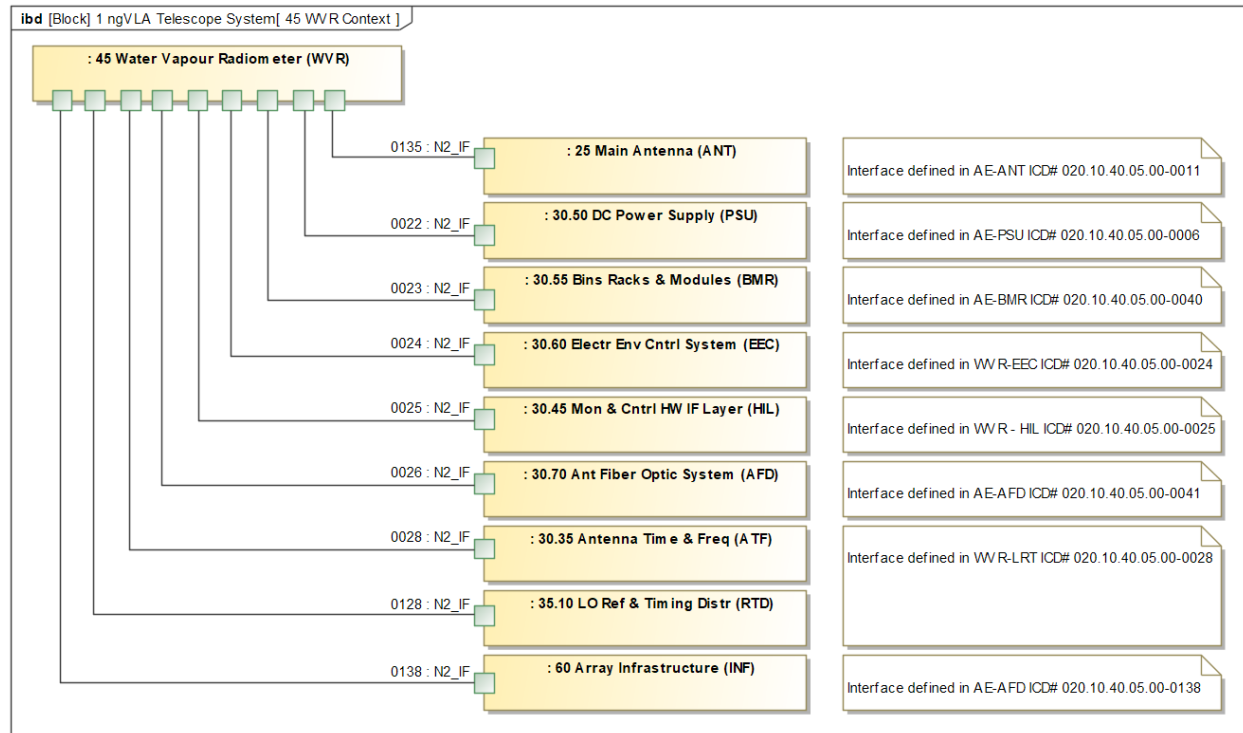 ibd [Block] 1 ngVLA Telescope System[ 45 WVR Context ]
: 45 Water Vapour Radiometer (WVR)
0135 : N2_IF
: 25 Main Antenna (ANT)
Interface defined in AE-ANT ICD# 020.10.40.05.00-0011
0022 : N2_IF
: 30.50 DC Power Supply (PSU)
Interface defined in AE-PSU ICD# 020.10.40.05.00-0006
0023 : N2_IF
: 30.55 Bins Racks & Modules (BMR)
Interface defined in AE-BMR ICD# 020.10.40.05.00-0040
0024 : N2_IF
: 30.60 Electr Env Cntrl System (EEC)
Interface defined in WVR-EEC ICD# 020.10.40.05.00-0024
0025 : N2_IF
: 30.45 Mon & Cntrl HW IF Layer (HIL)
Interface defined in WVR - HIL ICD# 020.10.40.05.00-0025
0026 : N2_IF
: 30.70 Ant Fiber Optic System (AFD)
Interface defined in AE-AFD ICD# 020.10.40.05.00-0041
0028 : N2_IF
: 30.35 Antenna Time & Freq (ATF)
Interface defined in WVR-LRT ICD# 020.10.40.05.00-0028
0128 : N2_IF
: 35.10 LO Ref & Timing Distr (RTD)
0138 : N2_IF
: 60 Array Infrastructure (INF)
Interface defined in AE-AFD ICD# 020.10.40.05.00-0138